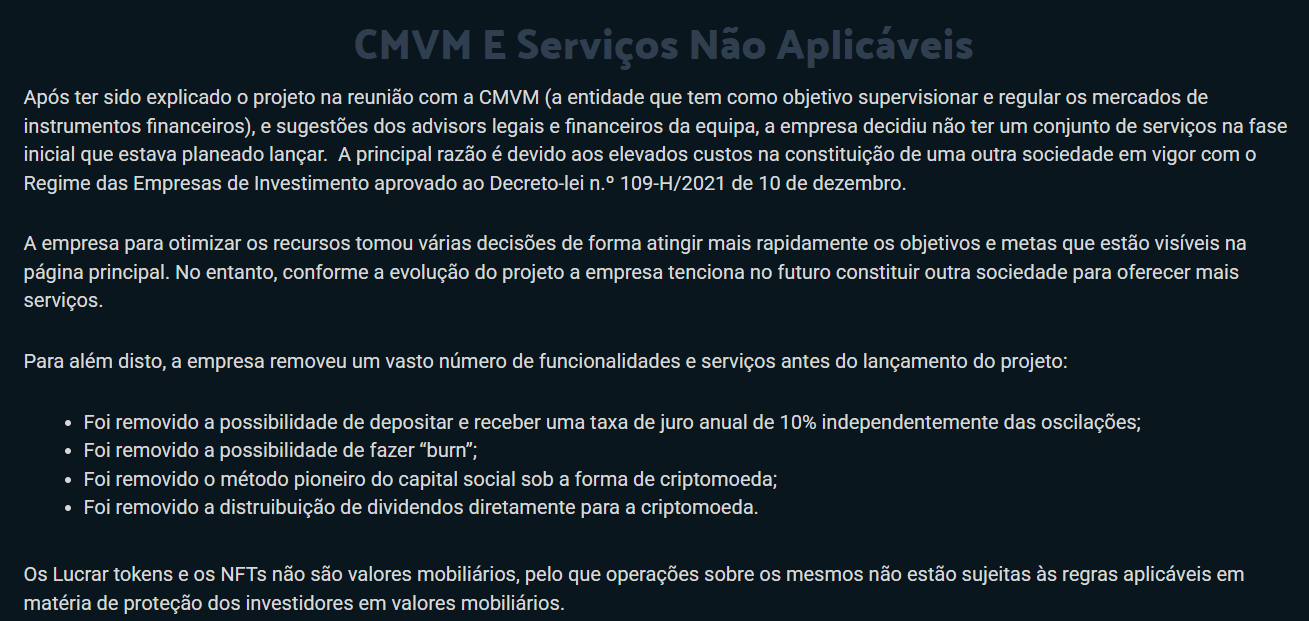 CMVM E Serviços Não Aplicáveis
Após ter sido explicado o projeto na reunião com a CMVM (a entidade que tem como objetivo supervisionar e regular os mercados de
instrumentos financeiros), e sugestões dos advisors legais e financeiros da equipa, a empresa decidiu não ter um conjunto de serviços na fase
inicial que estava planeado lançar.  A principal razão é devido aos elevados custos na constituição de uma outra sociedade em vigor com o
Regime das Empresas de Investimento aprovado ao Decreto-lei n.º 109-H/2021 de 10 de dezembro.
A empresa para otimizar os recursos tomou várias decisões de forma atingir mais rapidamente os objetivos e metas que estão visíveis na
página principal. No entanto, conforme a evolução do projeto a empresa tenciona no futuro constituir outra sociedade para oferecer mais
serviços.
Para além disto, a empresa removeu um vasto número de funcionalidades e serviços antes do lançamento do projeto:
• Foi removido a possibilidade de depositar e receber uma taxa de juro anual de 10% independentemente das oscilações;
• Foi removido a possibilidade de fazer “burn”;
• Foi removido o método pioneiro do capital social sob a forma de criptomoeda;
• Foi removido a distruibuição de dividendos diretamente para a criptomoeda.
Os Lucrar tokens e os NFTs não são valores mobiliários, pelo que operações sobre os mesmos não estão sujeitas às regras aplicáveis em
matéria de proteção dos investidores em valores mobiliários.